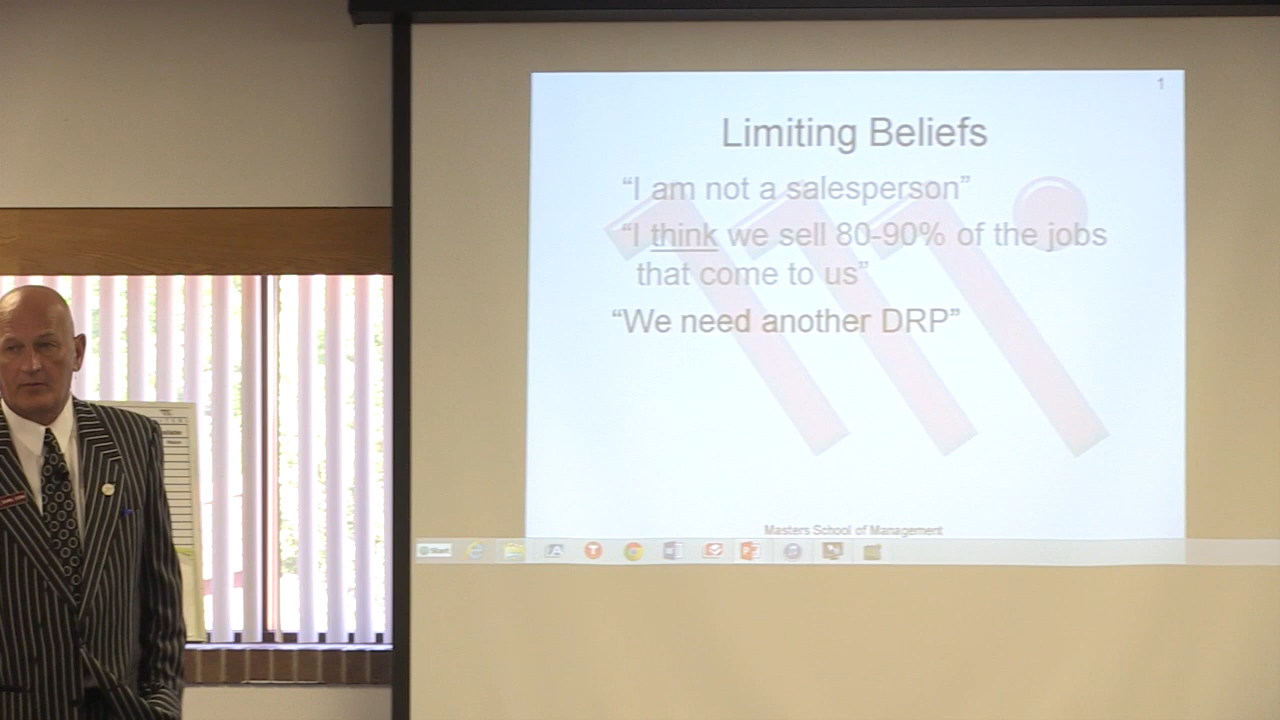 1
Limiting Beliefs
“I am not a salesperson”
“I think we sell 80-90% of the jobs
that come to us”
“We need another DRP”
Masters School of Management
Start